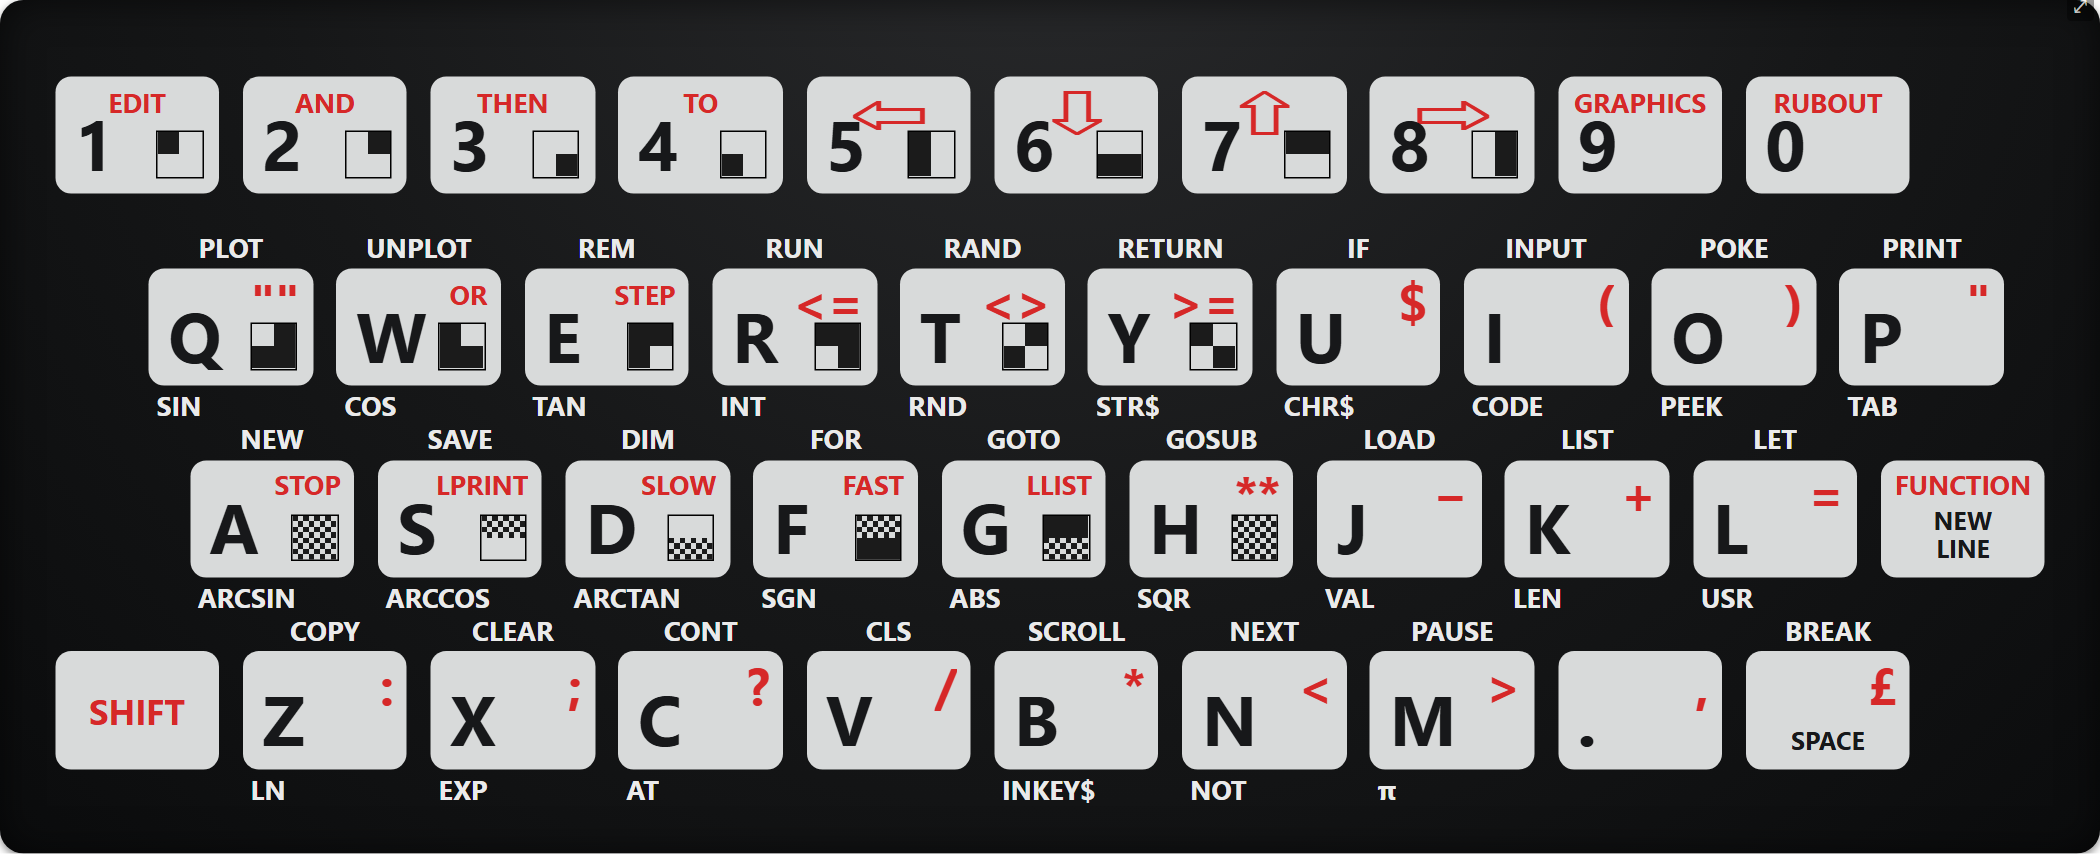 EDIT AND THEN TO GRAPHICS RUBOUT
1 2 3 4 5 6 7 8 9 0
PLOT UNPLOT REM RUN RAND RETURN IF INPUT POKE PRINT
"" OR STEP <= <> >= $ ( ) "
Q W E R T Y U I O P
SIN COS TAN INT RND STR$ CHR$ CODE PEEK TAB
NEW SAVE DIM FOR GOTO GOSUB LOAD LIST LET
STOP LPRINT SLOW FAST LLIST ** − + = FUNCTION
A S D F G H J K L NEW
LINE
ARCSIN ARCCOS ARCTAN SGN ABS SQR VAL LEN USR
COPY CLEAR CONT CLS SCROLL NEXT PAUSE BREAK
: ; ? / * < > , £
SHIFT Z X C V B N M . SPACE
LN EXP AT INKEY$ NOT π